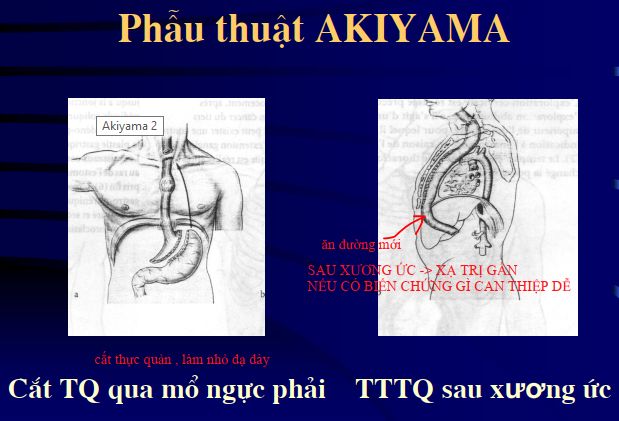 Phẫu thuật AKIYAMA
Akiyama 2
a
b
ăn đường mới
SAU XƯƠNG ỨC -> XẠ TRỊ GẦN
NẾU CÓ BIẾN CHỨNG GÌ CAN THIỆP DỄ
cắt thực quản , làm nhỏ dạ dày
Cắt TQ qua mổ ngực phải
TTTQ sau xương ức